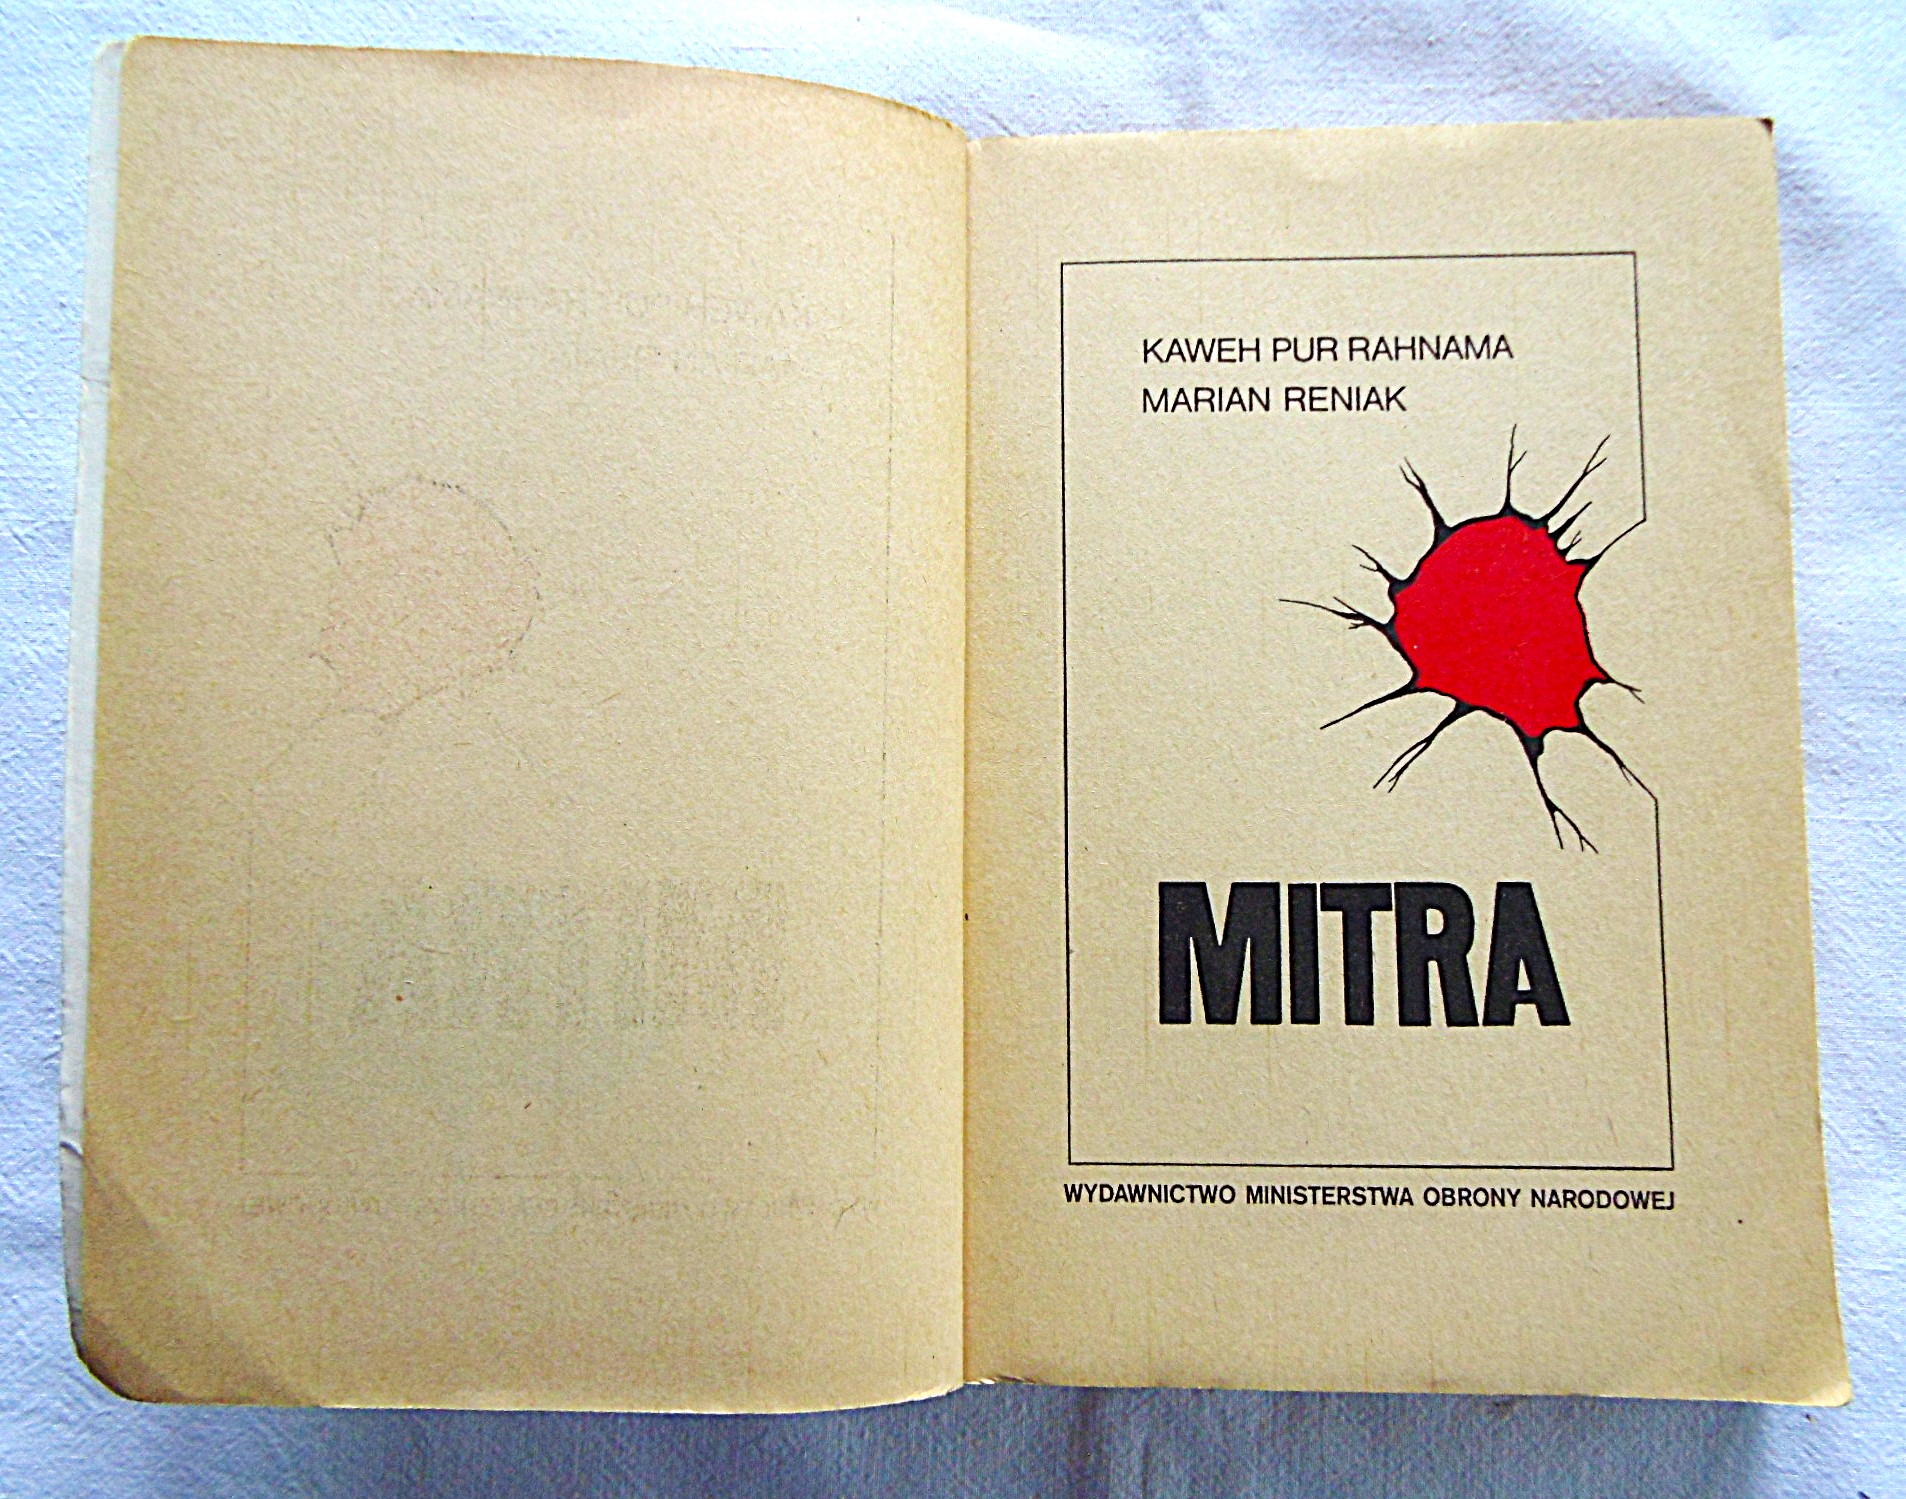 KAWEH PUR RAHNAMA
MARIAN RENIAK
MITRA
WYDAWNICTWO MINISTERSTWA OBRONY NARODOWEJ